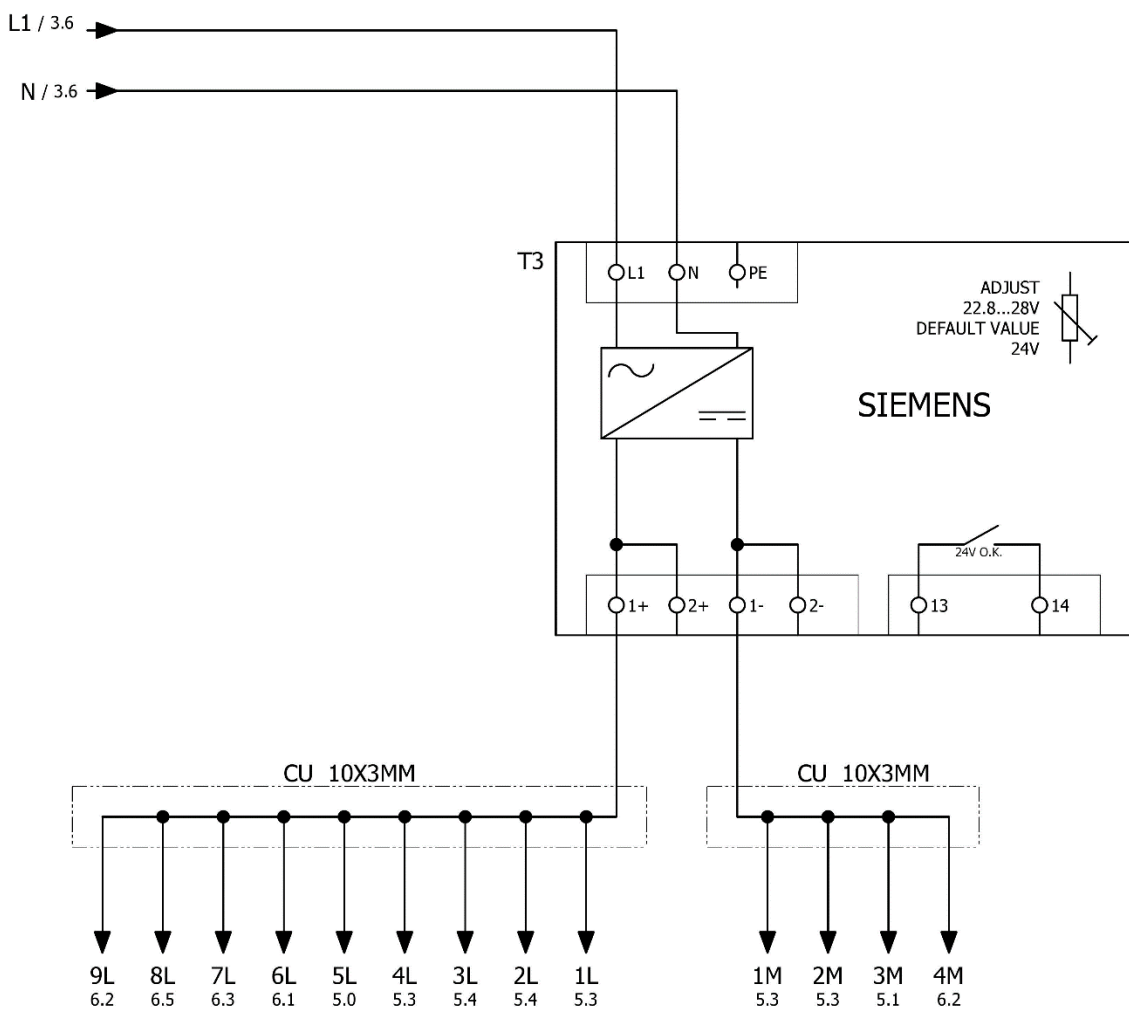 L1 / 3.6
N / 3.6
T3
L1 N PE
ADJUST
22.8...28V
DEFAULT VALUE
24V
SIEMENS
24V O.K.
1+ 2+ 1- 2- 13 14
CU 10X3MM CU 10X3MM
9L 8L 7L 6L 5L 4L 3L 2L 1L 1M 2M 3M 4M
6.2 6.5 6.3 6.1 5.0 5.3 5.4 5.4 5.3 5.3 5.3 5.1 6.2